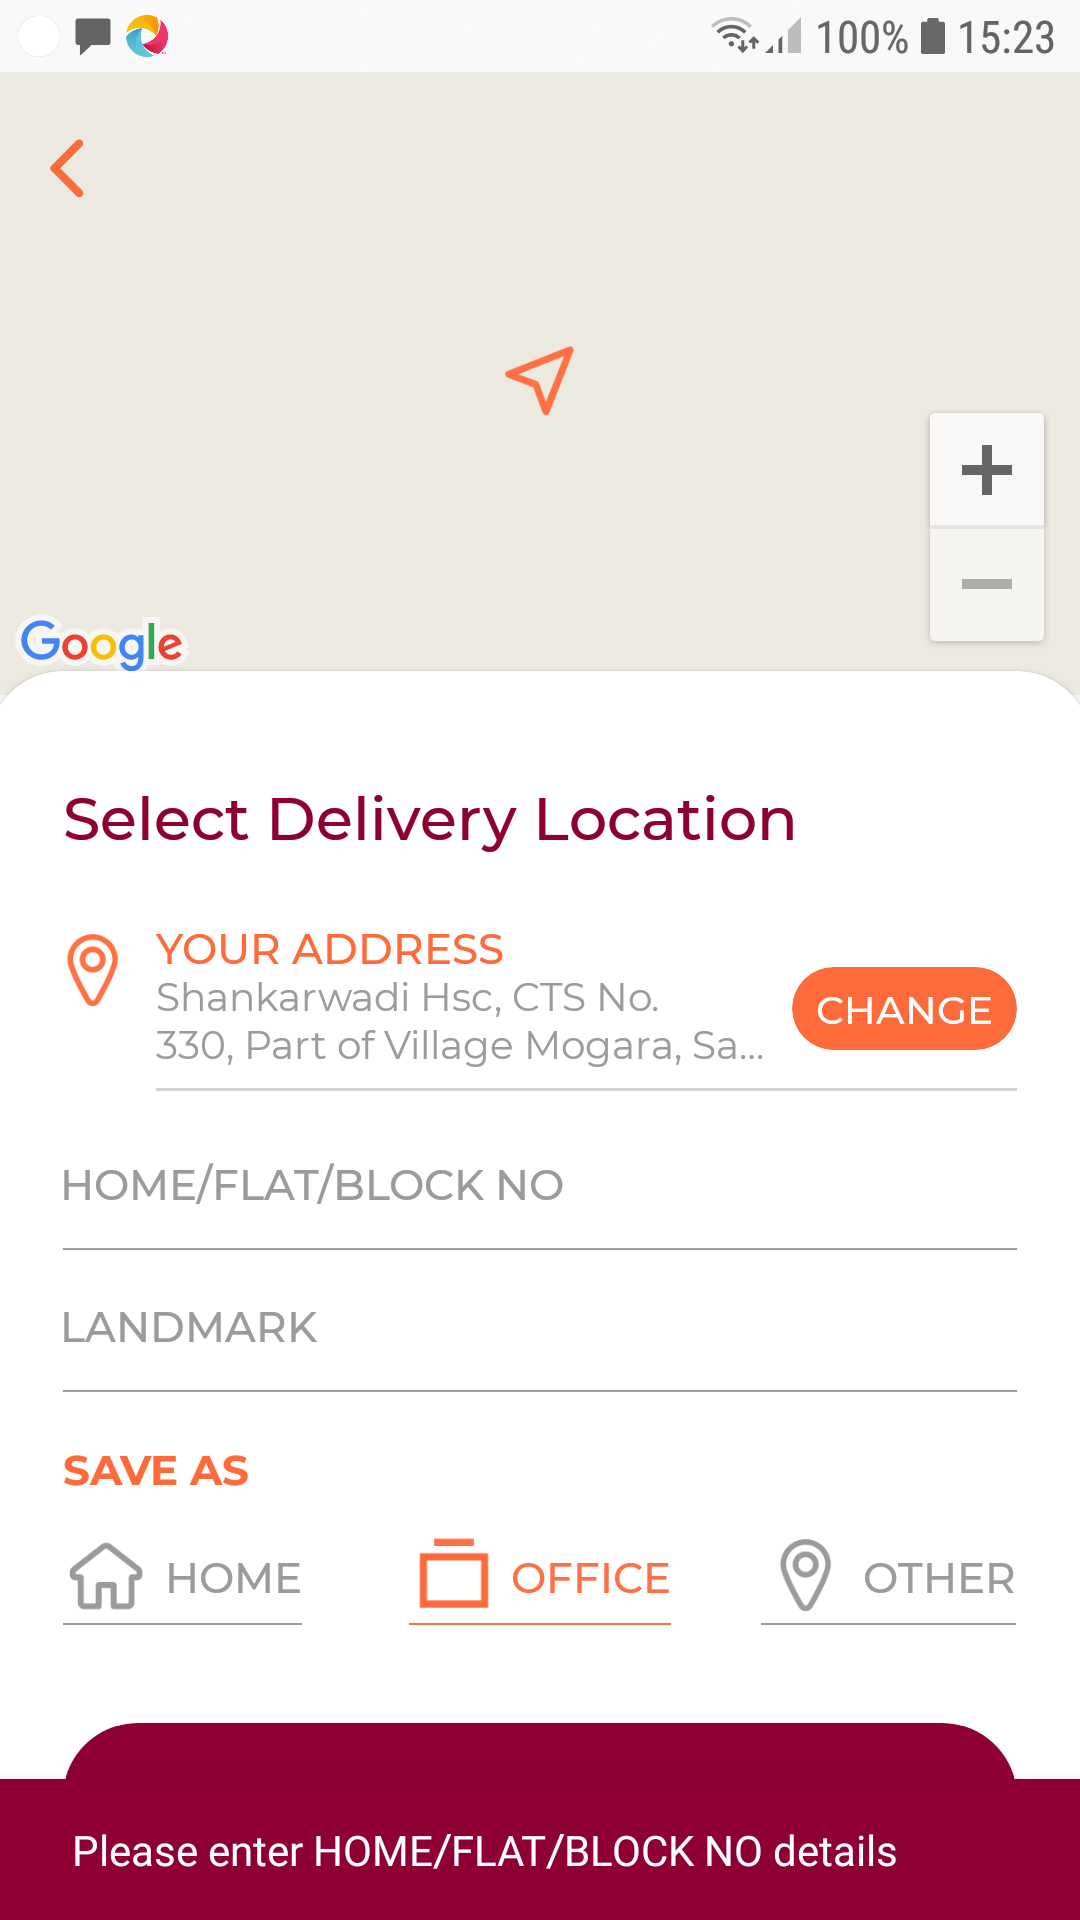 100% 15:23
Google
Select Delivery Location
YOUR ADDRESS
Shankarwadi Hsc, CTS No.
330, Part of Village Mogara, Sa...
CHANGE
HOME/FLAT/BLOCK NO
LANDMARK
SAVE AS
HOME OFFICE OTHER
Please enter HOME/FLAT/BLOCK NO details